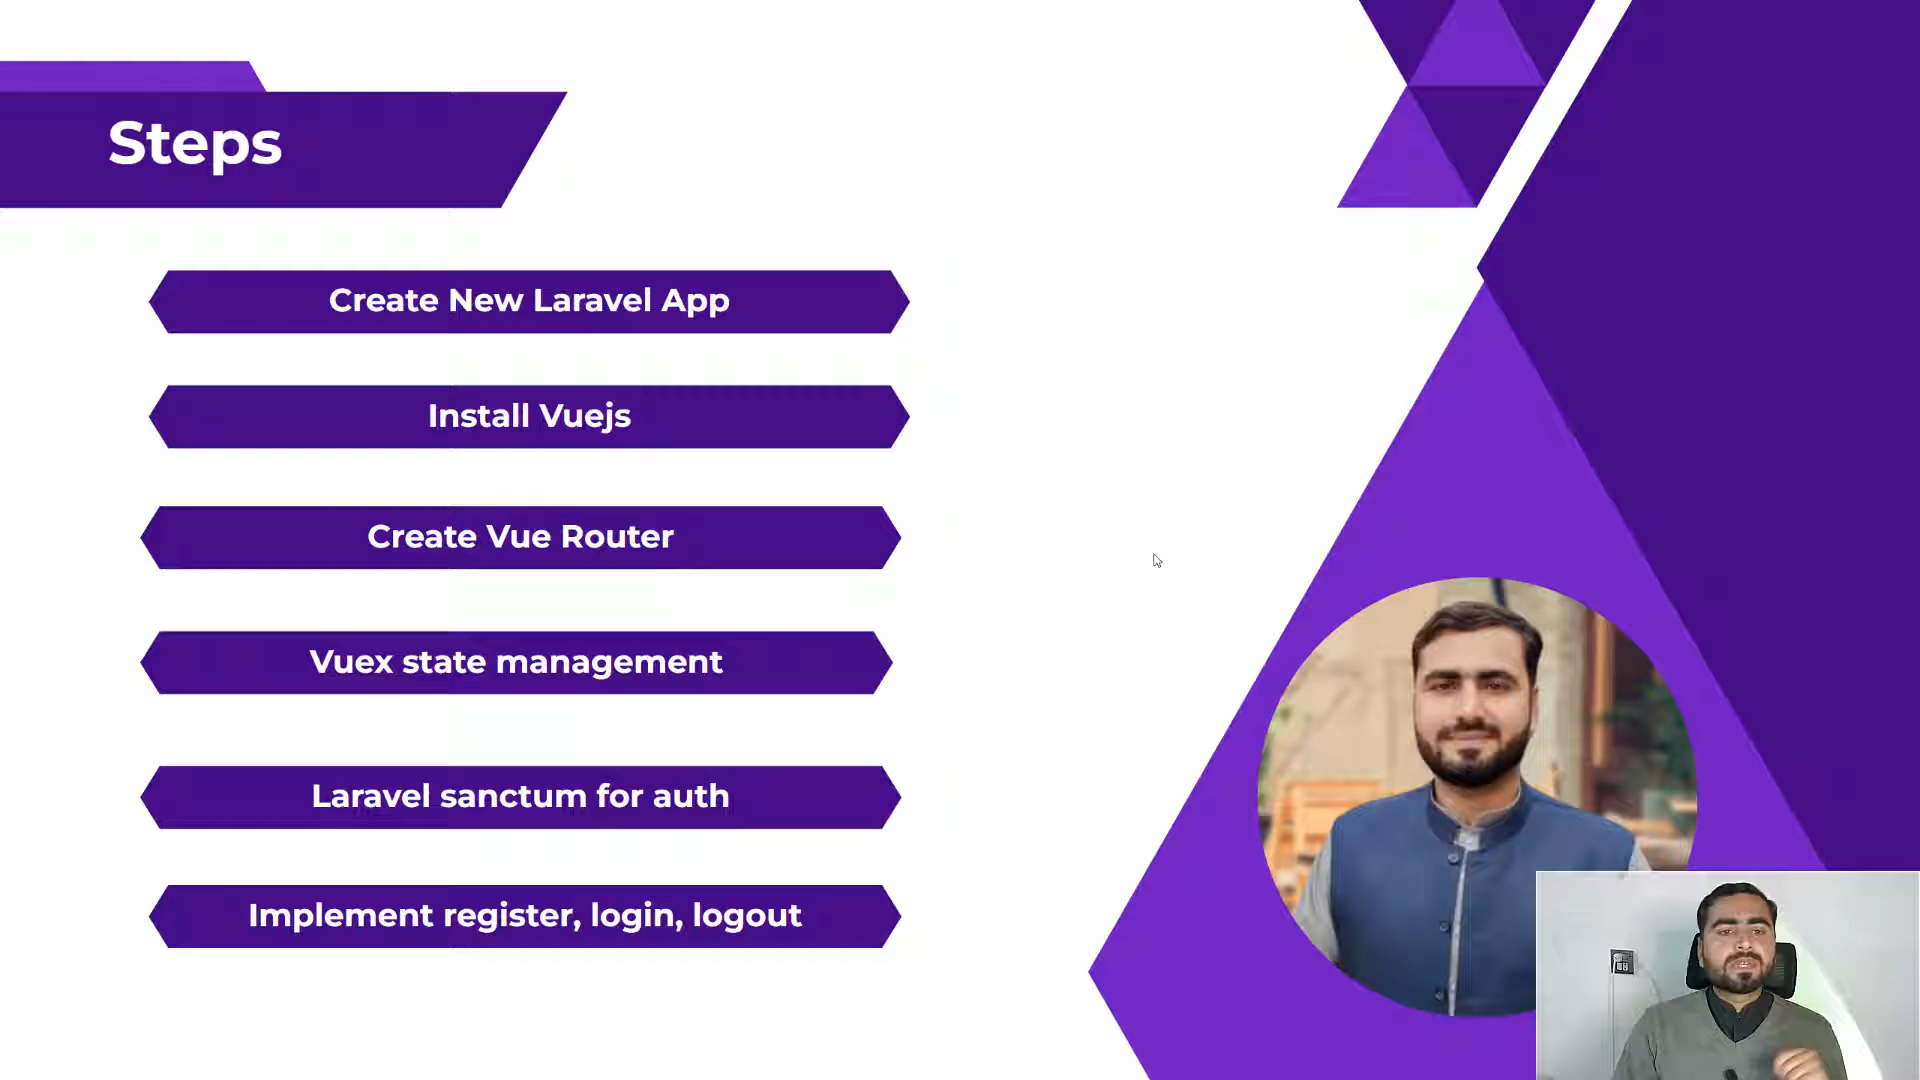 Steps
Create New Laravel App
Install Vuejs
Create Vue Router
Vuex state management
Laravel sanctum for auth
Implement register, login, logout